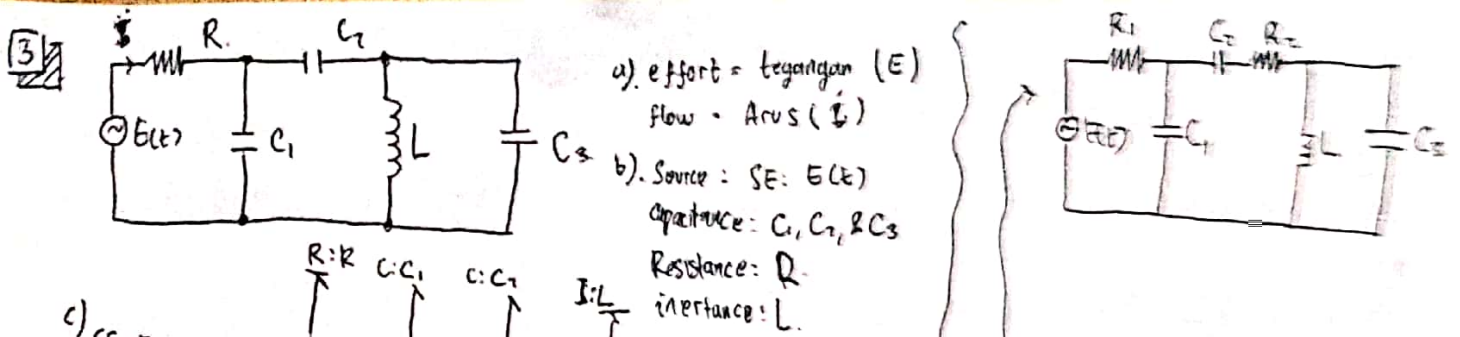 3
i R. C₂
E(t) C₁ L C₃
a). effort = tegangan (E)
flow = Arus (i)
b). Source : SE: E(t)
Capacitance: C₁, C₂, & C₃
Resistance: R.
inertance: L.
R₁ C₂ R₂
E(t) C₁ L C₃
c)
R:R C:C₁ C:C₂ I:L